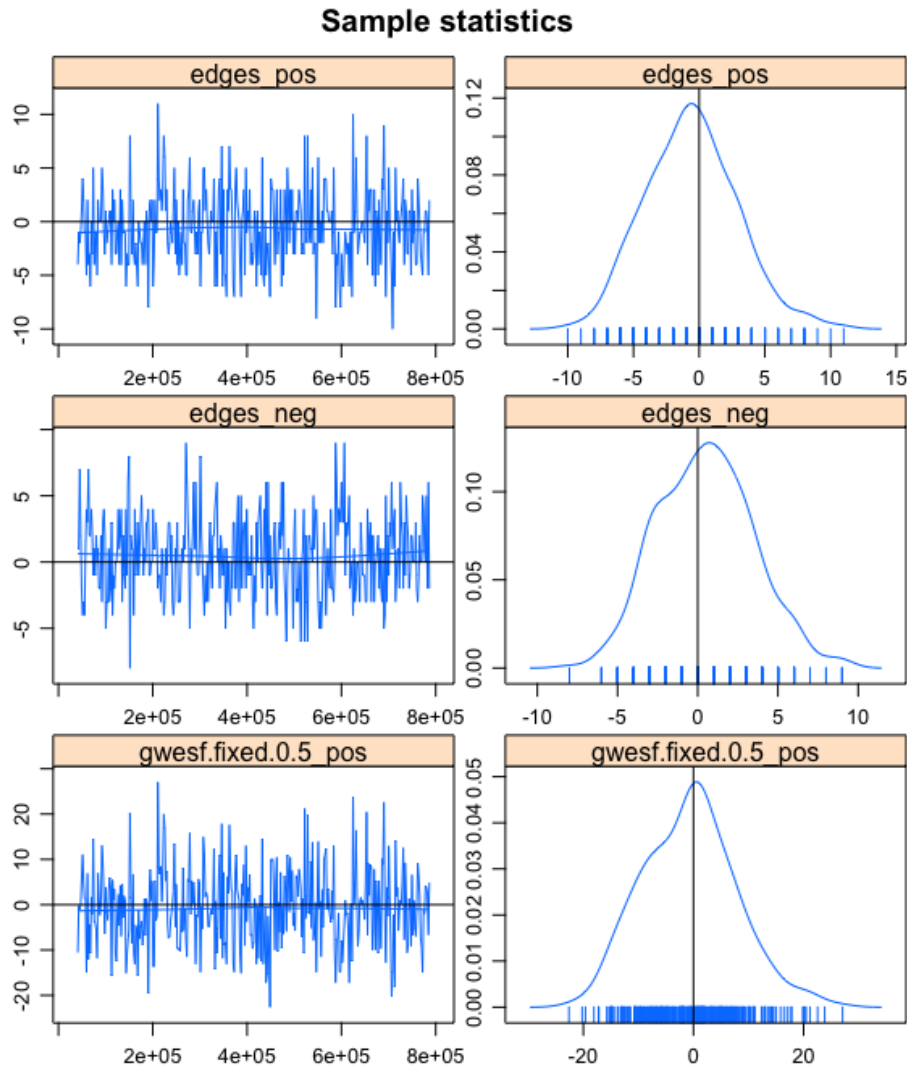 Sample statistics
edges_pos
10
5
0
-5
-10
2e+05 4e+05 6e+05 8e+05
edges_pos
0.12
0.08
0.04
0.00
-10 -5 0 5 10 15
edges_neg
5
0
-5
2e+05 4e+05 6e+05 8e+05
edges_neg
0.10
0.05
0.00
-10 -5 0 5 10
gwesf.fixed.0.5_pos
20
10
0
-10
-20
2e+05 4e+05 6e+05 8e+05
gwesf.fixed.0.5_pos
0.05
0.04
0.03
0.02
0.01
0.00
-20 0 20